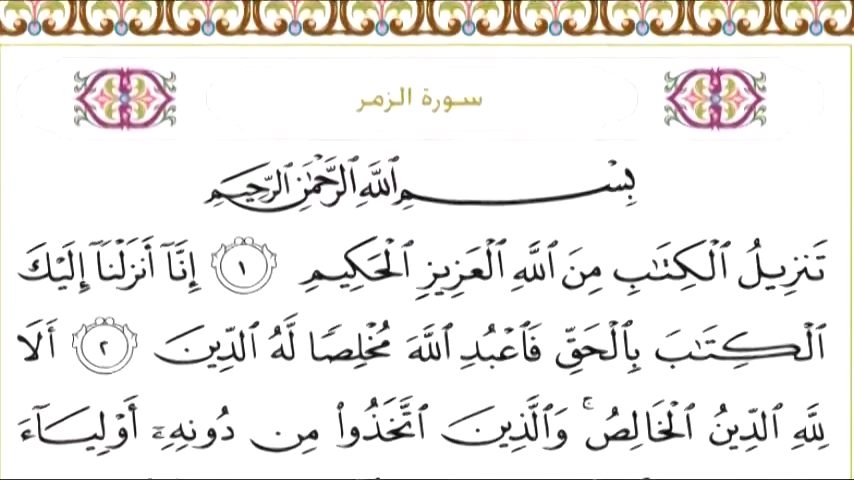 سورة الزمر
بِسْمِ ٱللَّهِ ٱلرَّحْمَٰنِ ٱلرَّحِيمِ
تَنزِيلُ ٱلْكِتَٰبِ مِنَ ٱللَّهِ ٱلْعَزِيزِ ٱلْحَكِيمِ ١ إِنَّآ أَنزَلْنَآ إِلَيْكَ
ٱلْكِتَٰبَ بِٱلْحَقِّ فَٱعْبُدِ ٱللَّهَ مُخْلِصًا لَّهُ ٱلدِّينَ ٢ أَلَا
لِلَّهِ ٱلدِّينُ ٱلْخَالِصُ ۚ وَٱلَّذِينَ ٱتَّخَذُوا۟ مِن دُونِهِۦٓ أَوْلِيَآءَ